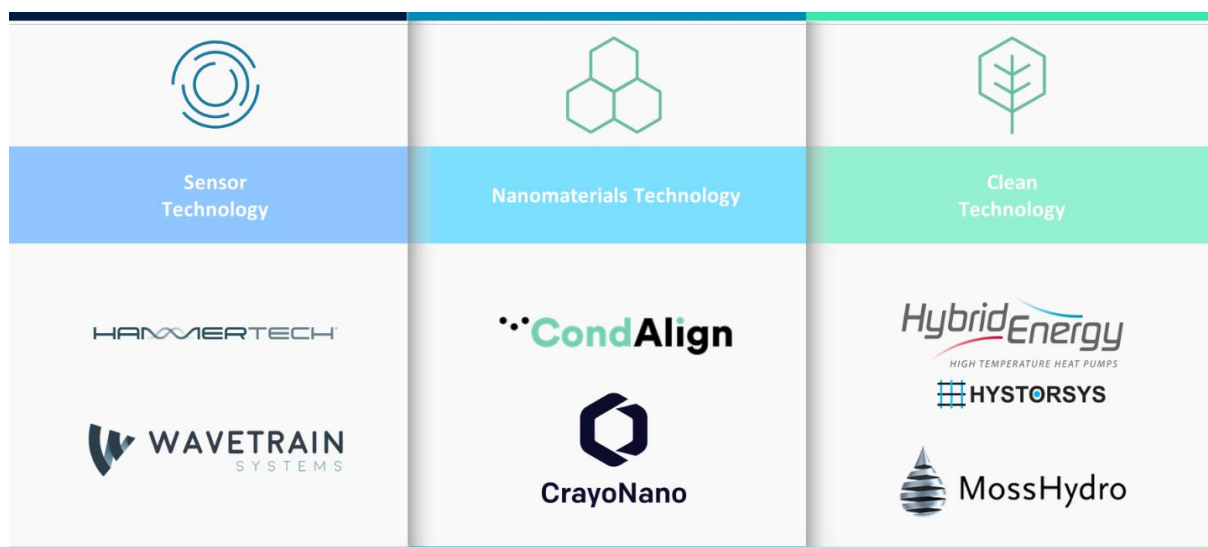 Sensor
Technology
Nanomaterials Technology
Clean
Technology
HAMMERTECH
WAVETRAIN
SYSTEMS
CondAlign
CrayoNano
HybridEnergy
HIGH TEMPERATURE HEAT PUMPS
HYSTORSYS
MossHydro